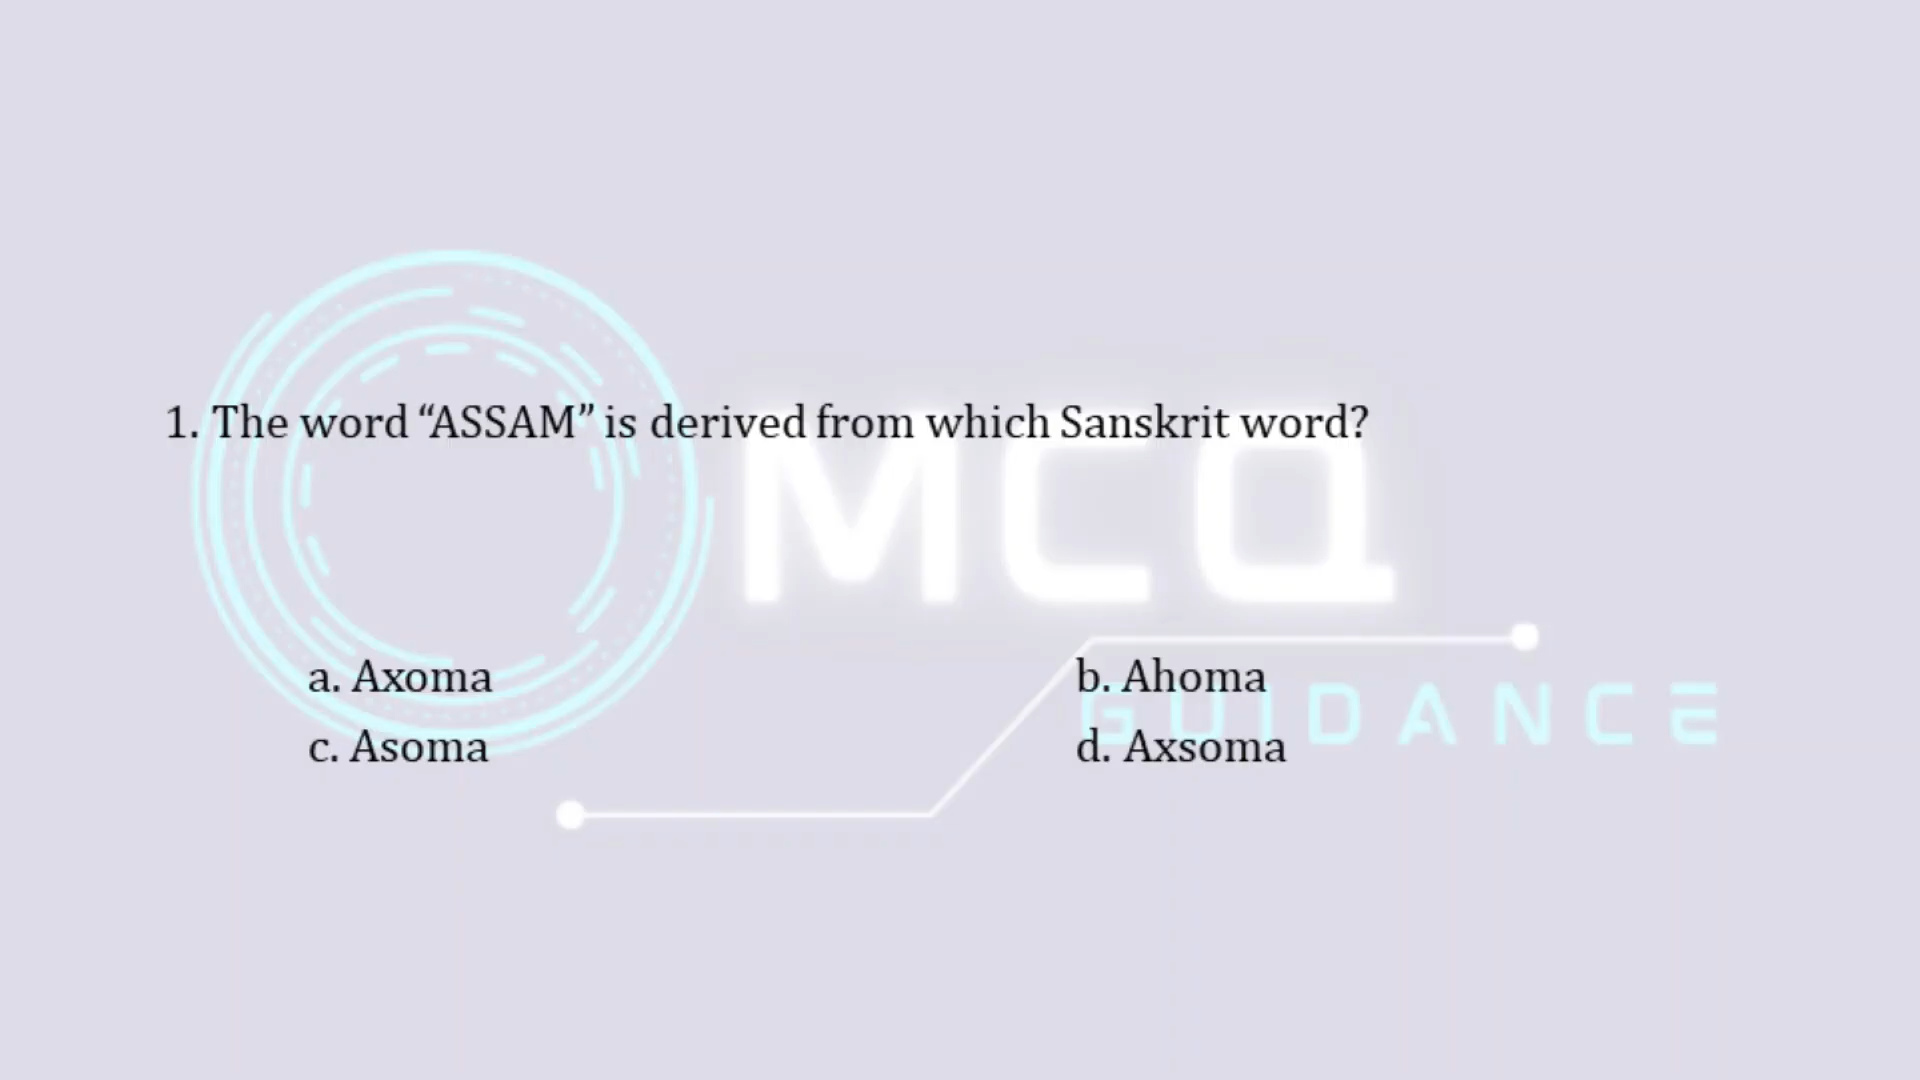 1. The word “ASSAM” is derived from which Sanskrit word?
MCQ
a. Axoma b. Ahoma
GUIDANCE
c. Asoma d. Axsoma